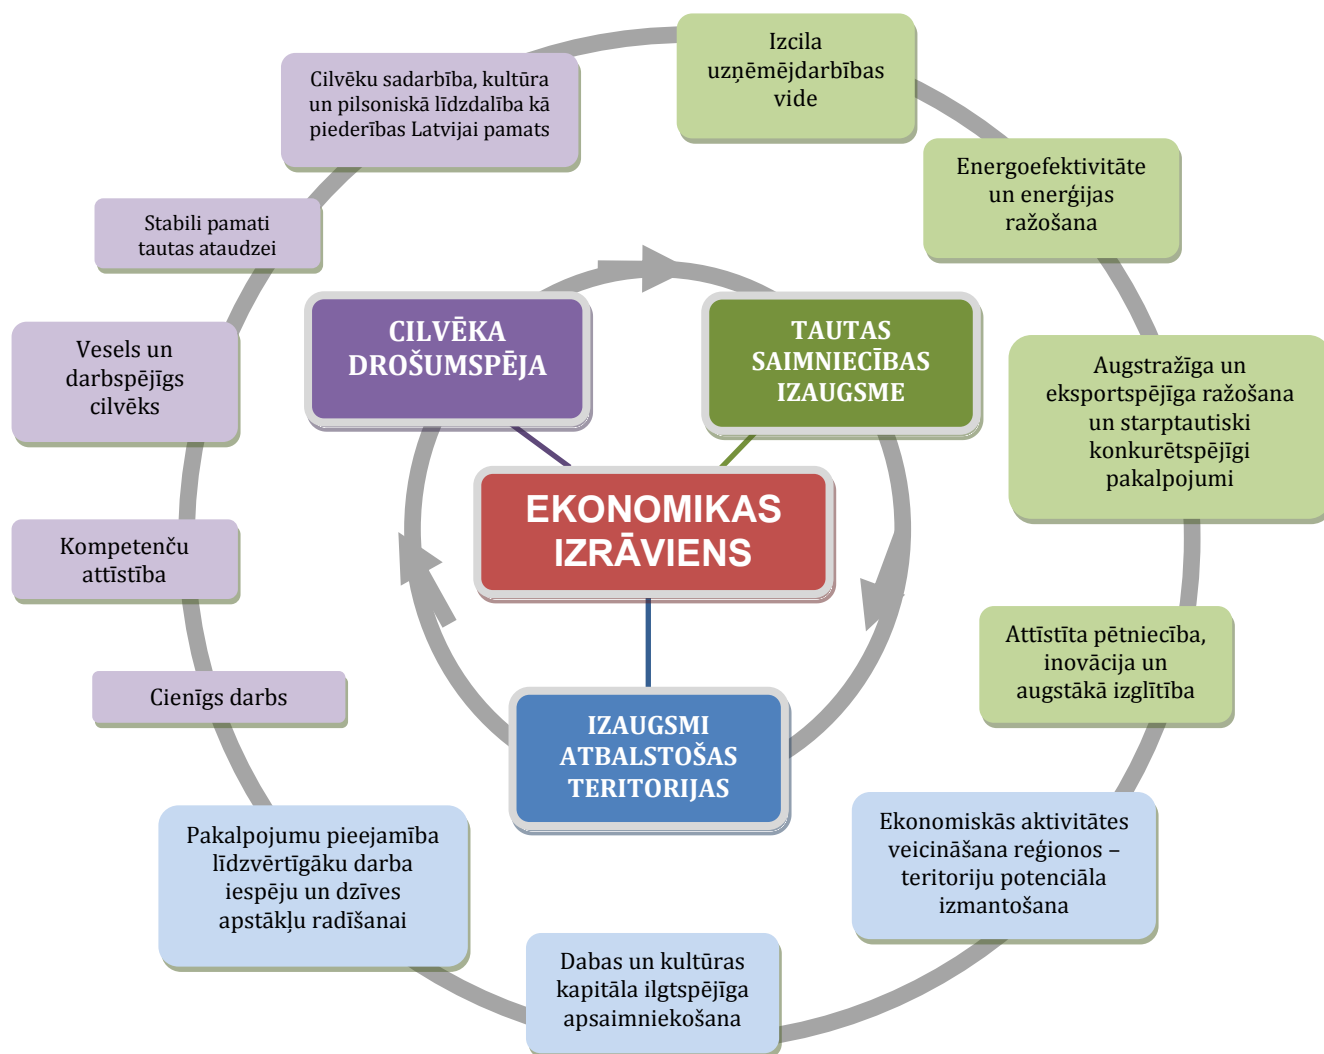 Izcila
uzņēmējdarbības
vide
Cilvēku sadarbība, kultūra
un pilsoniskā līdzdalība kā
piederības Latvijai pamats
Energoefektivitāte
un enerģijas
ražošana
Stabili pamati
tautas ataudzei
CILVĒKA
DROŠUMSPĒJA
TAUTAS
SAIMNIECĪBAS
IZAUGSME
Vesels un
darbspējīgs
cilvēks
Augstražīga un
eksportspējīga ražošana
un starptautiski
konkurētspējīgi
pakalpojumi
EKONOMIKAS
IZRĀVIENS
Kompetenču
attīstība
Attīstīta pētniecība,
inovācija un
augstākā izglītība
Cienīgs darbs
IZAUGSMI
ATBALSTOŠAS
TERITORIJAS
Pakalpojumu pieejamība
līdzvērtīgāku darba
iespēju un dzīves
apstākļu radīšanai
Ekonomiskās aktivitātes
veicināšana reģionos –
teritoriju potenciāla
izmantošana
Dabas un kultūras
kapitāla ilgtspējīga
apsaimniekošana